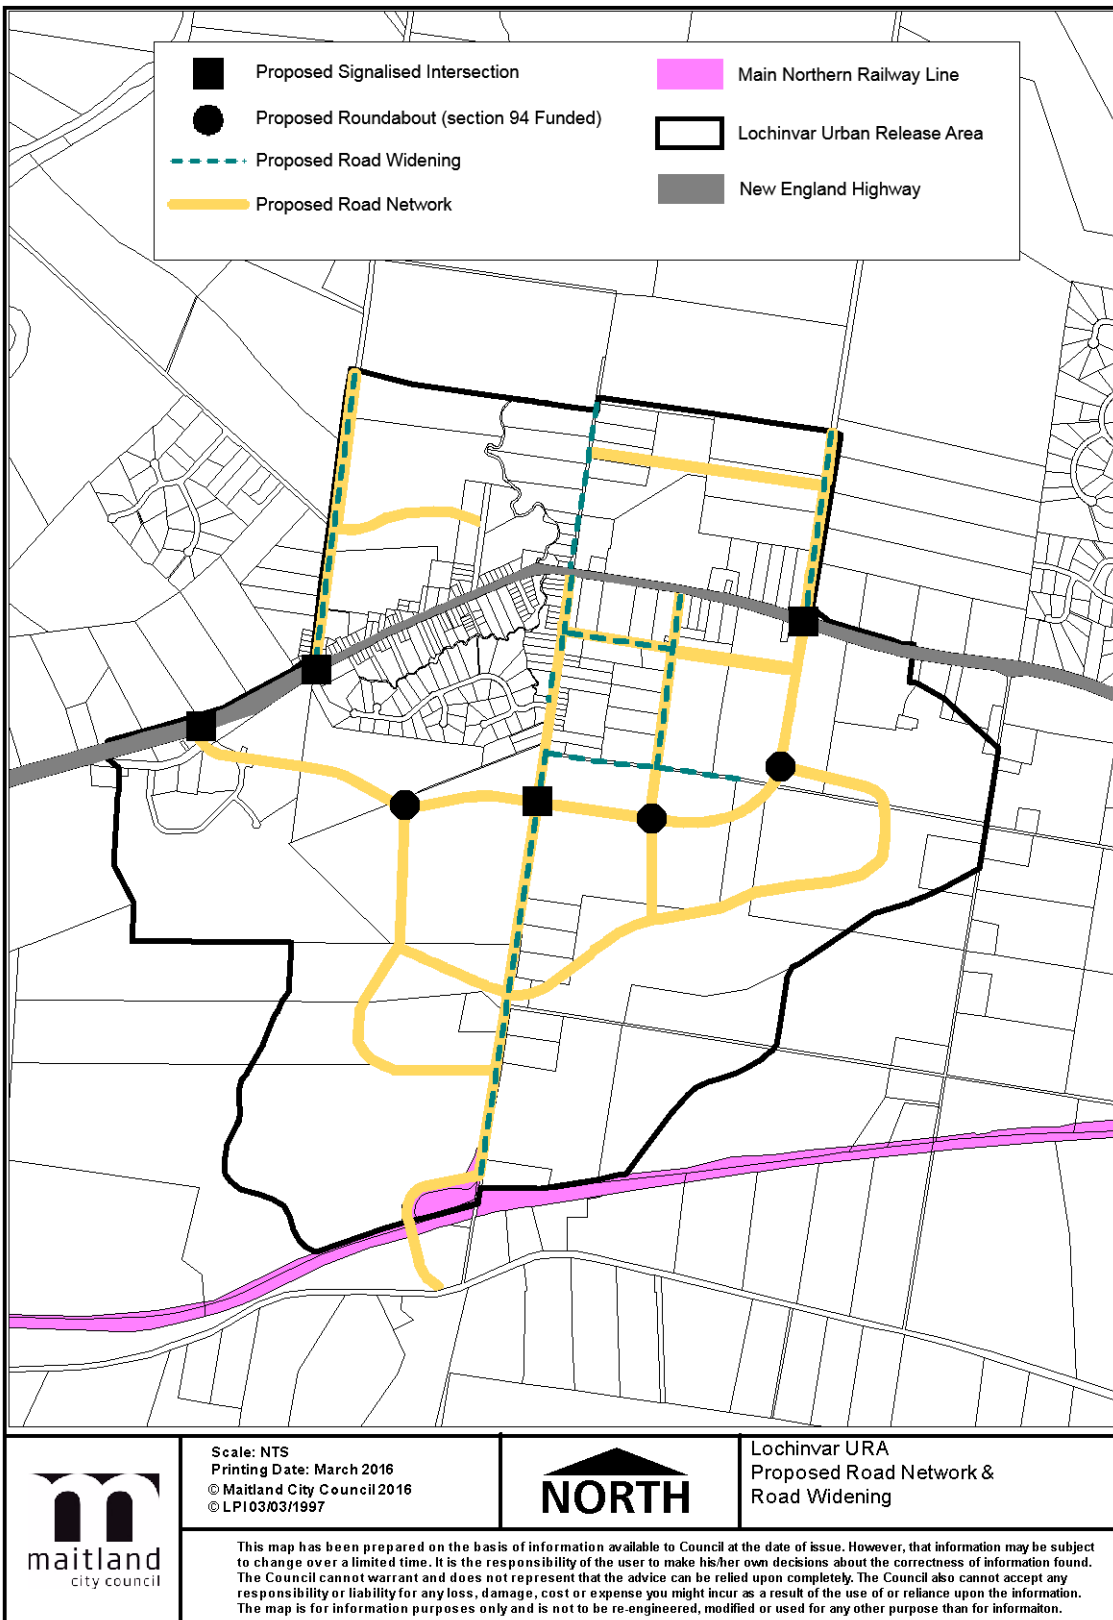 Proposed Signalised Intersection
Proposed Roundabout (section 94 Funded)
Proposed Road Widening
Proposed Road Network
Main Northern Railway Line
Lochinvar Urban Release Area
New England Highway
maitland
city council
Scale: NTS
Printing Date: March 2016
© Maitland City Council 2016
© LPI 03/03/1997
NORTH
Lochinvar URA
Proposed Road Network &
Road Widening
This map has been prepared on the basis of information available to Council at the date of issue. However, that information may be subject
to change over a limited time. It is the responsibility of the user to make his/her own decisions about the correctness of information found.
The Council cannot warrant and does not represent that the advice can be relied upon completely. The Council also cannot accept any
responsibility or liability for any loss, damage, cost or expense you might incur as a result of the use of or reliance upon the information.
The map is for information purposes only and is not to be re-engineered, modified or used for any other purpose than for informaiton.